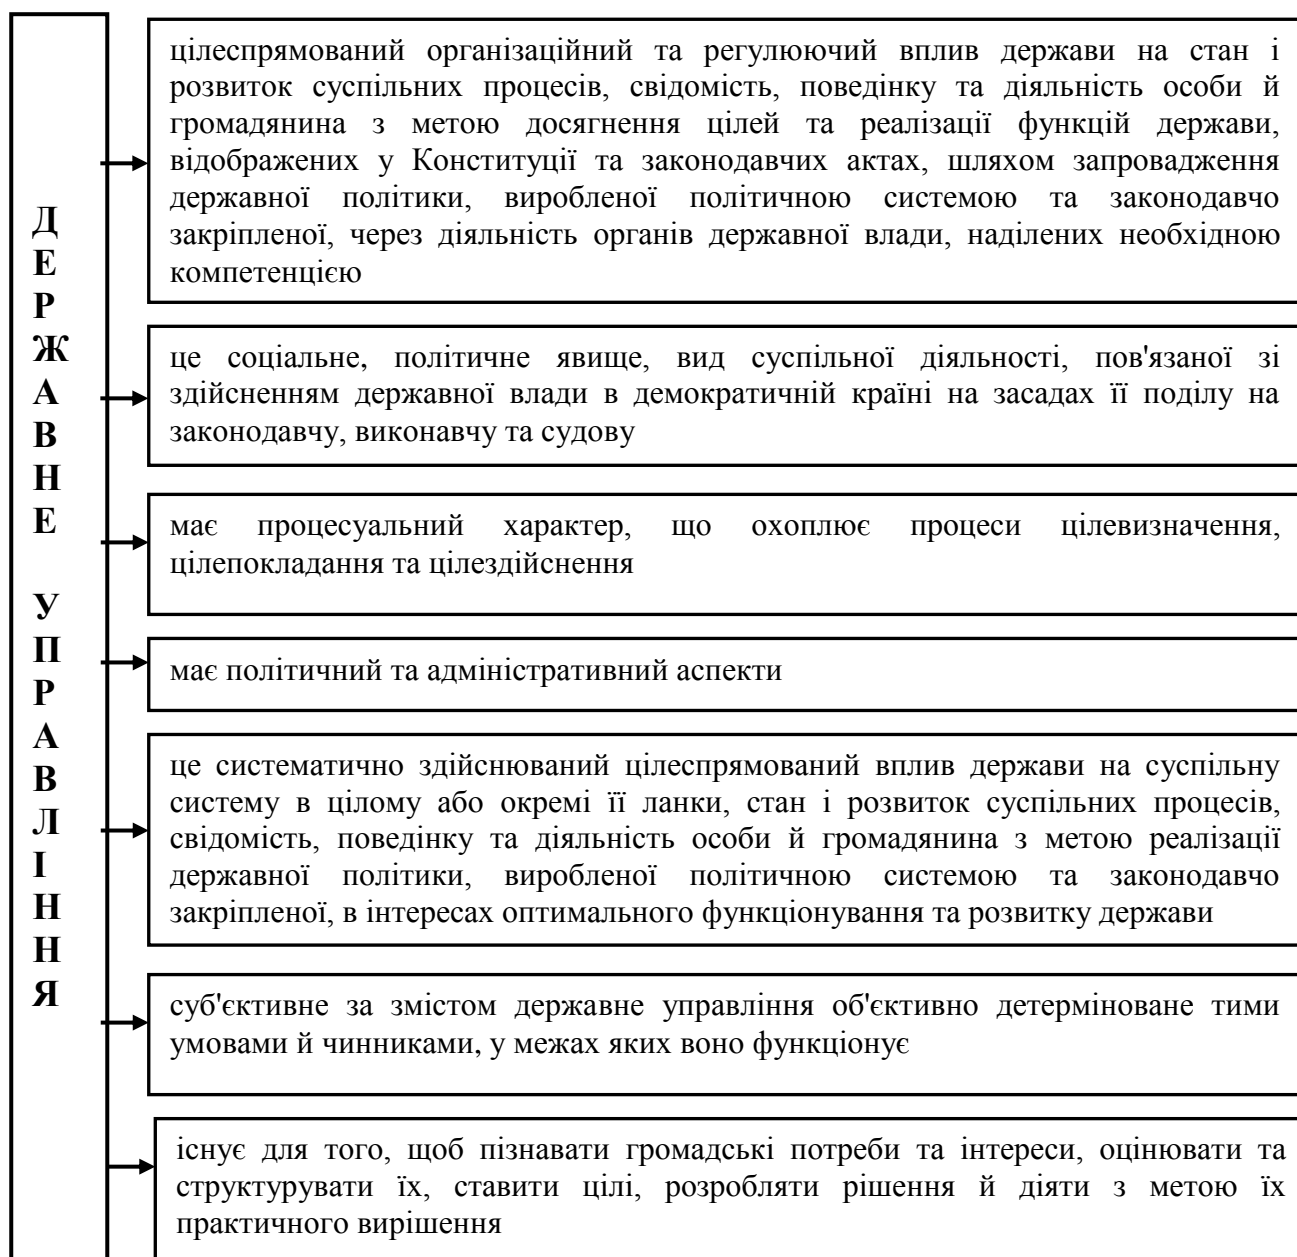 ДЕРЖАВНЕ УПРАВЛІННЯ
цілеспрямований організаційний та регулюючий вплив держави на стан і
розвиток суспільних процесів, свідомість, поведінку та діяльність особи й
громадянина з метою досягнення цілей та реалізації функцій держави,
відображених у Конституції та законодавчих актах, шляхом запровадження
державної політики, виробленої політичною системою та законодавчо
закріпленої, через діяльність органів державної влади, наділених необхідною
компетенцією
це соціальне, політичне явище, вид суспільної діяльності, пов'язаної зі
здійсненням державної влади в демократичній країні на засадах її поділу на
законодавчу, виконавчу та судову
має процесуальний характер, що охоплює процеси цілевизначення,
цілепокладання та цілездійснення
має політичний та адміністративний аспекти
це систематично здійснюваний цілеспрямований вплив держави на суспільну
систему в цілому або окремі її ланки, стан і розвиток суспільних процесів,
свідомість, поведінку та діяльність особи й громадянина з метою реалізації
державної політики, виробленої політичною системою та законодавчо
закріпленої, в інтересах оптимального функціонування та розвитку держави
суб'єктивне за змістом державне управління об'єктивно детерміноване тими
умовами й чинниками, у межах яких воно функціонує
існує для того, щоб пізнавати громадські потреби та інтереси, оцінювати та
структурувати їх, ставити цілі, розробляти рішення й діяти з метою їх
практичного вирішення